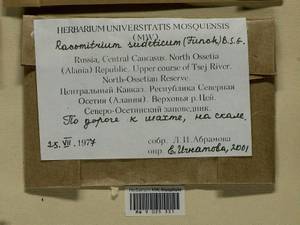 HERBARIUM UNIVERSITATIS MOSQUENSIS
(MW)
Racomitrium sudeticum (Funck) B.S.G.
Russia, Central Caucasus. North Ossetia
(Alania) Republic. Upper course of Tsej River.
North-Ossetian Reserve.
Центральный Кавказ. Республика Северная
Осетия (Алания). Верховья р. Цей.
Северо-Осетинский заповедник.
По дороге к шахте, на скале.
25.VII.1977
собр. Л.И. Абрамова
опр. Е. Игнатова, 2001